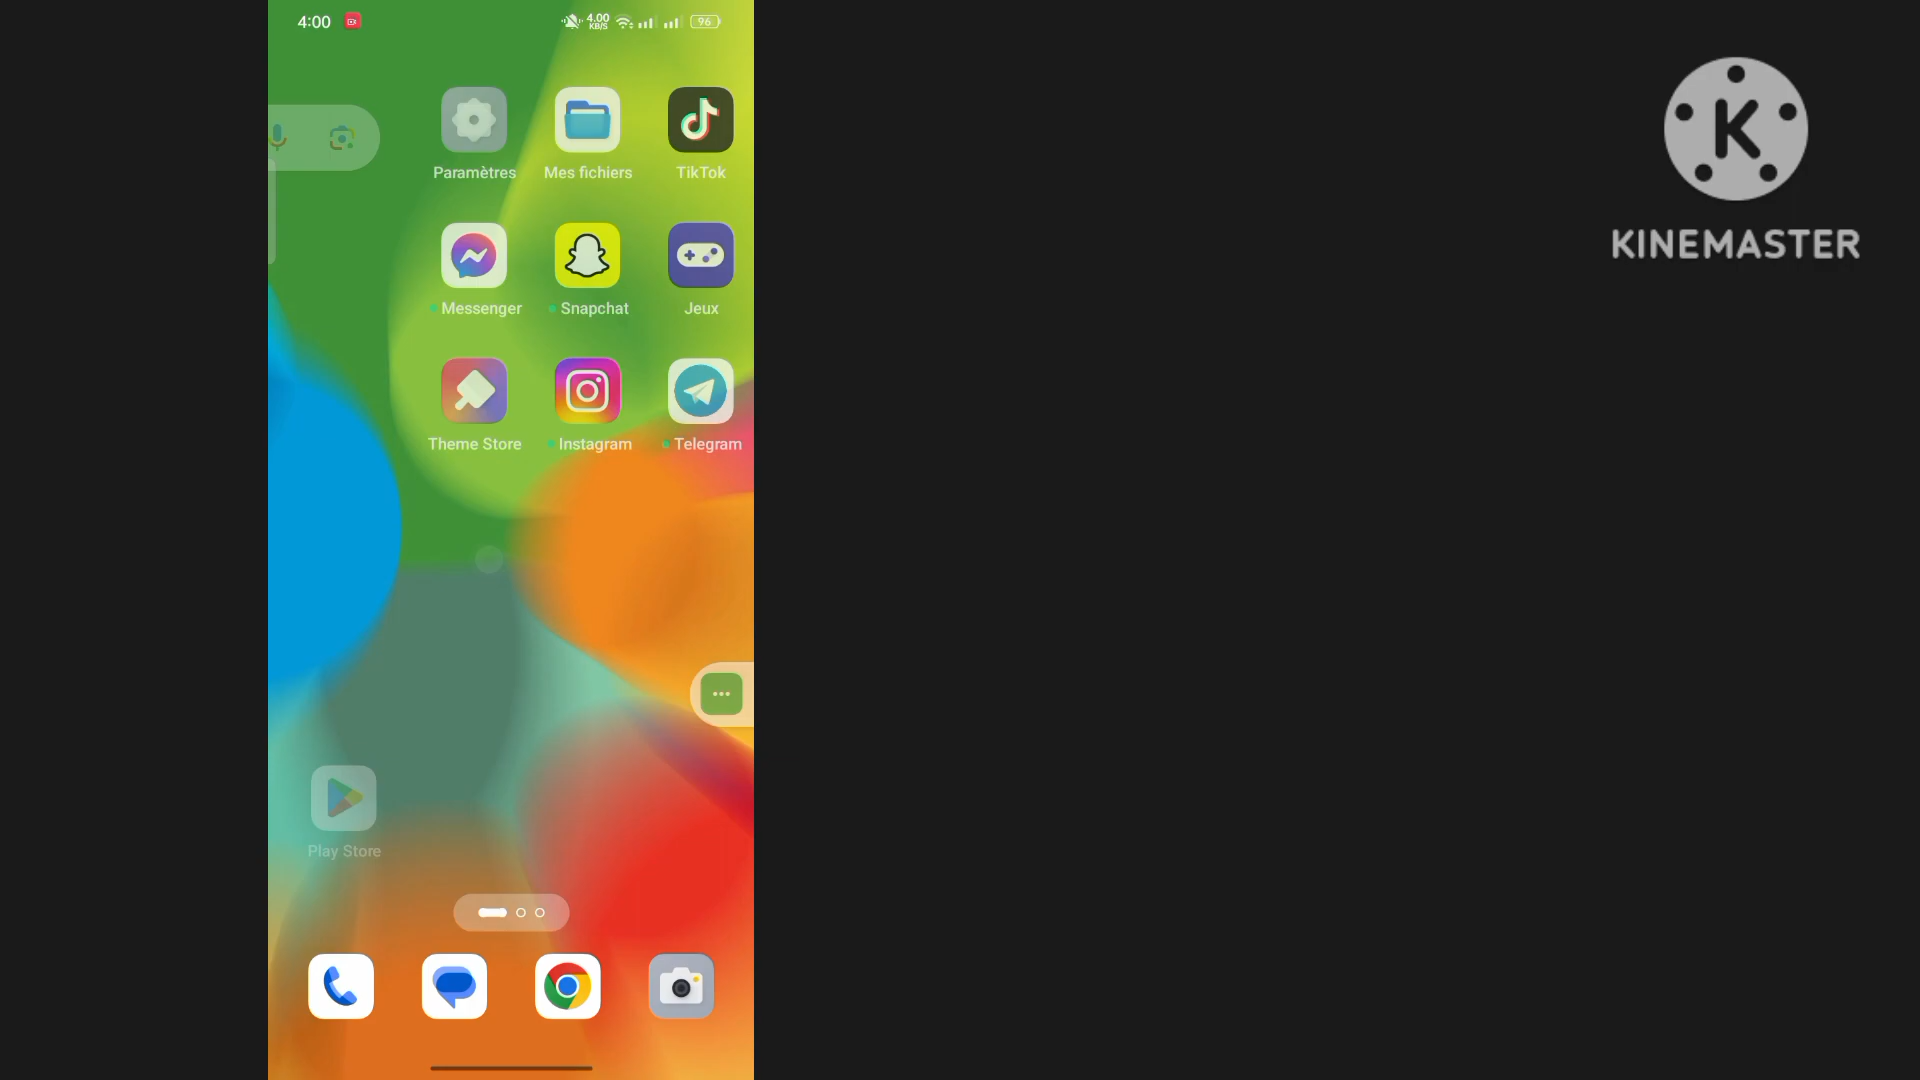 4:00 4.00 KB/S 96
Paramètres Mes fichiers TikTok
Messenger Snapchat Jeux
Theme Store Instagram Telegram
Play Store
K
KINEMASTER